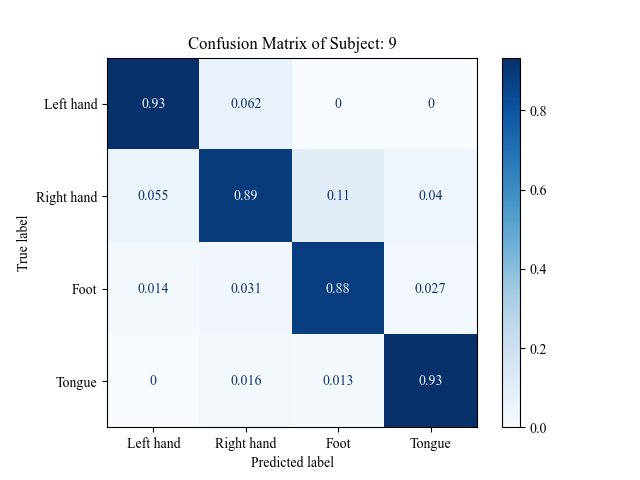 Confusion Matrix of Subject: 9
Left hand 0.93 0.062 0 0
Right hand 0.055 0.89 0.11 0.04
Foot 0.014 0.031 0.88 0.027
Tongue 0 0.016 0.013 0.93
Left hand Right hand Foot Tongue
Predicted label
True label
0.8
0.6
0.4
0.2
0.0